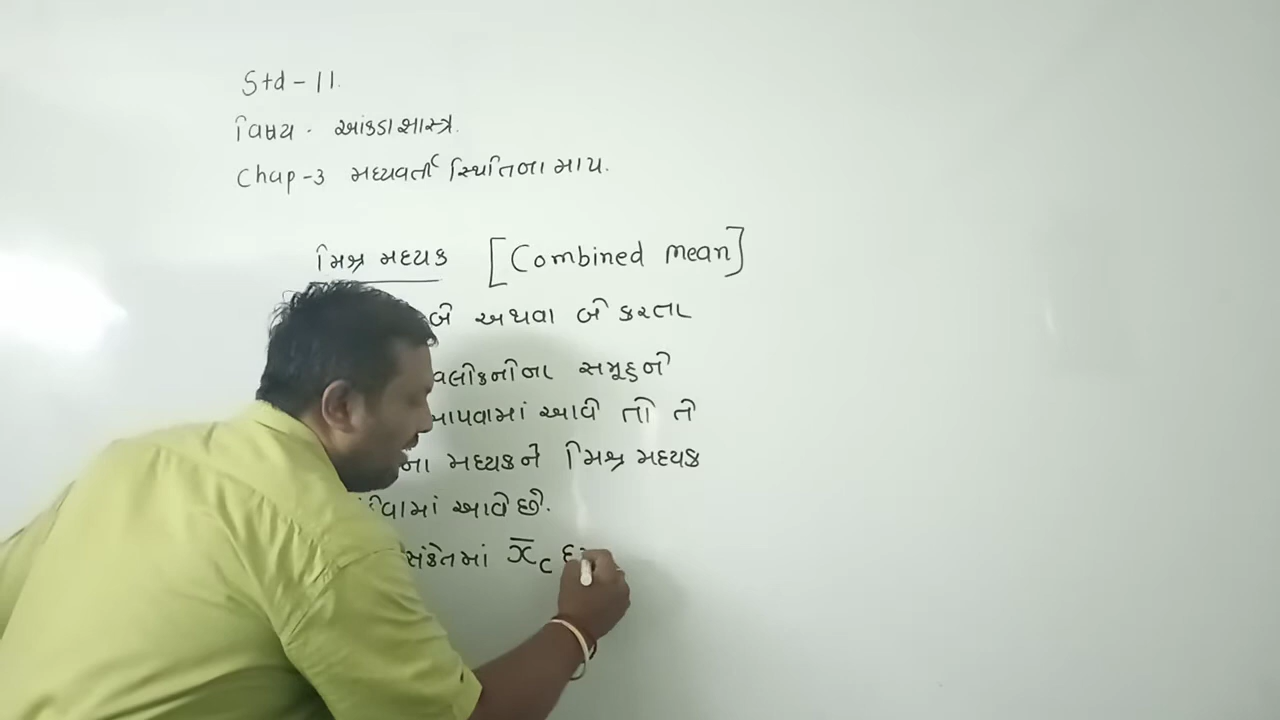 Std - 11.
વિષય . આંકડાશાસ્ત્ર.
Chap -3 મધ્યવર્તી સ્થિતિના માપ.
મિશ્ર મધ્યક [Combined mean]
બે અથવા બે કરતા
વલોકનોના સમૂહનો
આપવામાં આવે તો તે
ના મધ્યકને મિશ્ર મધ્યક
વામાં આવે છે.
સંકેતમાં x̄c